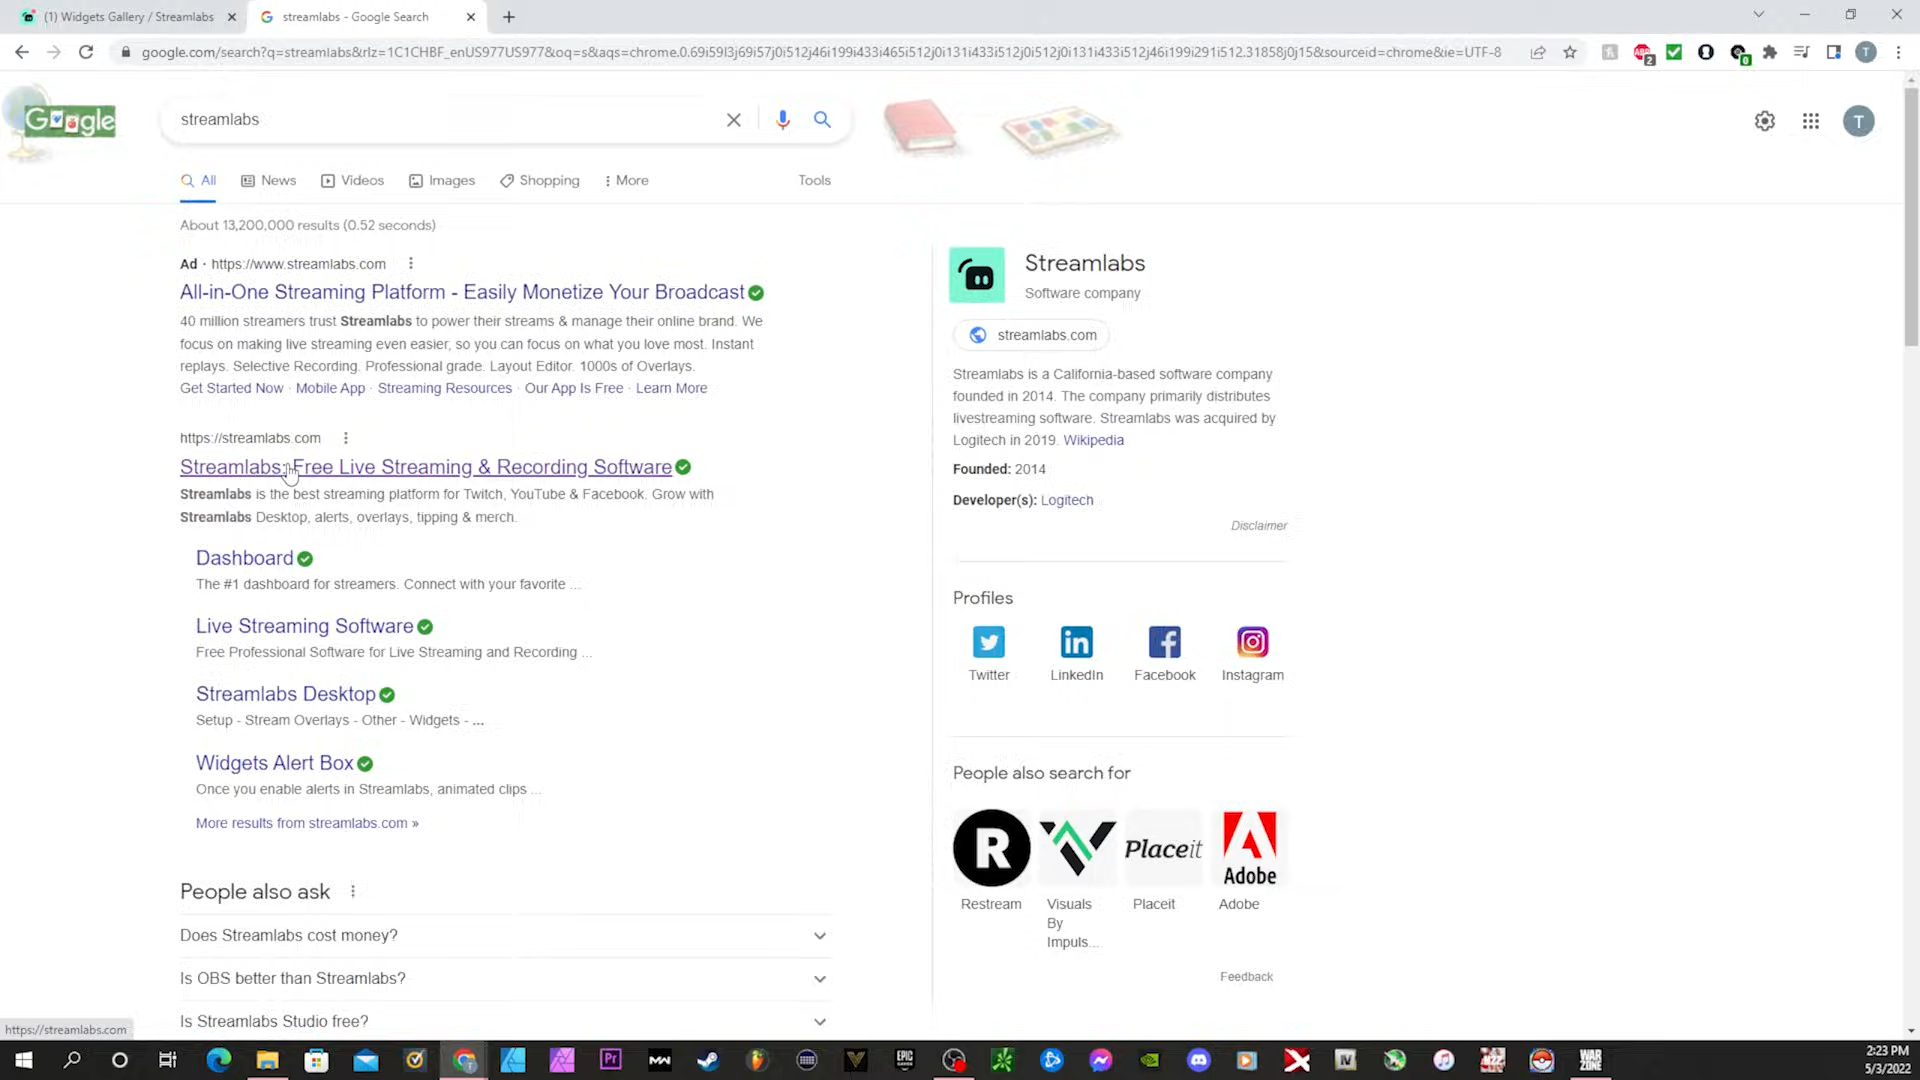 (1) Widgets Gallery / Streamlabs
streamlabs - Google Search
google.com/search?q=streamlabs&rlz=1C1CHBF_enUS977US977&oq=s&aqs=chrome.0.69i59l3j69i57j0i512j46i199i433i465i512j0i131i433i512j0i512j0i131i433i512j46i199i291i512.31858j0j15&sourceid=chrome&ie=UTF-8
2
0
T
Google
streamlabs
T
All
News
Videos
Images
Shopping
More
Tools
About 13,200,000 results (0.52 seconds)
Ad · https://www.streamlabs.com
All-in-One Streaming Platform - Easily Monetize Your Broadcast
40 million streamers trust Streamlabs to power their streams & manage their online brand. We
focus on making live streaming even easier, so you can focus on what you love most. Instant
replays. Selective Recording. Professional grade. Layout Editor. 1000s of Overlays.
Get Started Now · Mobile App · Streaming Resources · Our App Is Free · Learn More
https://streamlabs.com
Streamlabs: Free Live Streaming & Recording Software
Streamlabs is the best streaming platform for Twitch, YouTube & Facebook. Grow with
Streamlabs Desktop, alerts, overlays, tipping & merch.
Dashboard
The #1 dashboard for streamers. Connect with your favorite ...
Live Streaming Software
Free Professional Software for Live Streaming and Recording ...
Streamlabs Desktop
Setup - Stream Overlays - Other - Widgets - ...
Widgets Alert Box
Once you enable alerts in Streamlabs, animated clips ...
More results from streamlabs.com »
People also ask
Does Streamlabs cost money?
Is OBS better than Streamlabs?
Is Streamlabs Studio free?
Streamlabs
Software company
streamlabs.com
Streamlabs is a California-based software company
founded in 2014. The company primarily distributes
livestreaming software. Streamlabs was acquired by
Logitech in 2019. Wikipedia
Founded: 2014
Developer(s): Logitech
Disclaimer
Profiles
Twitter
LinkedIn
Facebook
Instagram
People also search for
R
Placeit
Adobe
Restream
Visuals
By
Impuls...
Placeit
Adobe
Feedback
https://streamlabs.com
Pr
MW
EPIC
GAMES
IV
WAR
ZONE
2:23 PM
5/3/2022